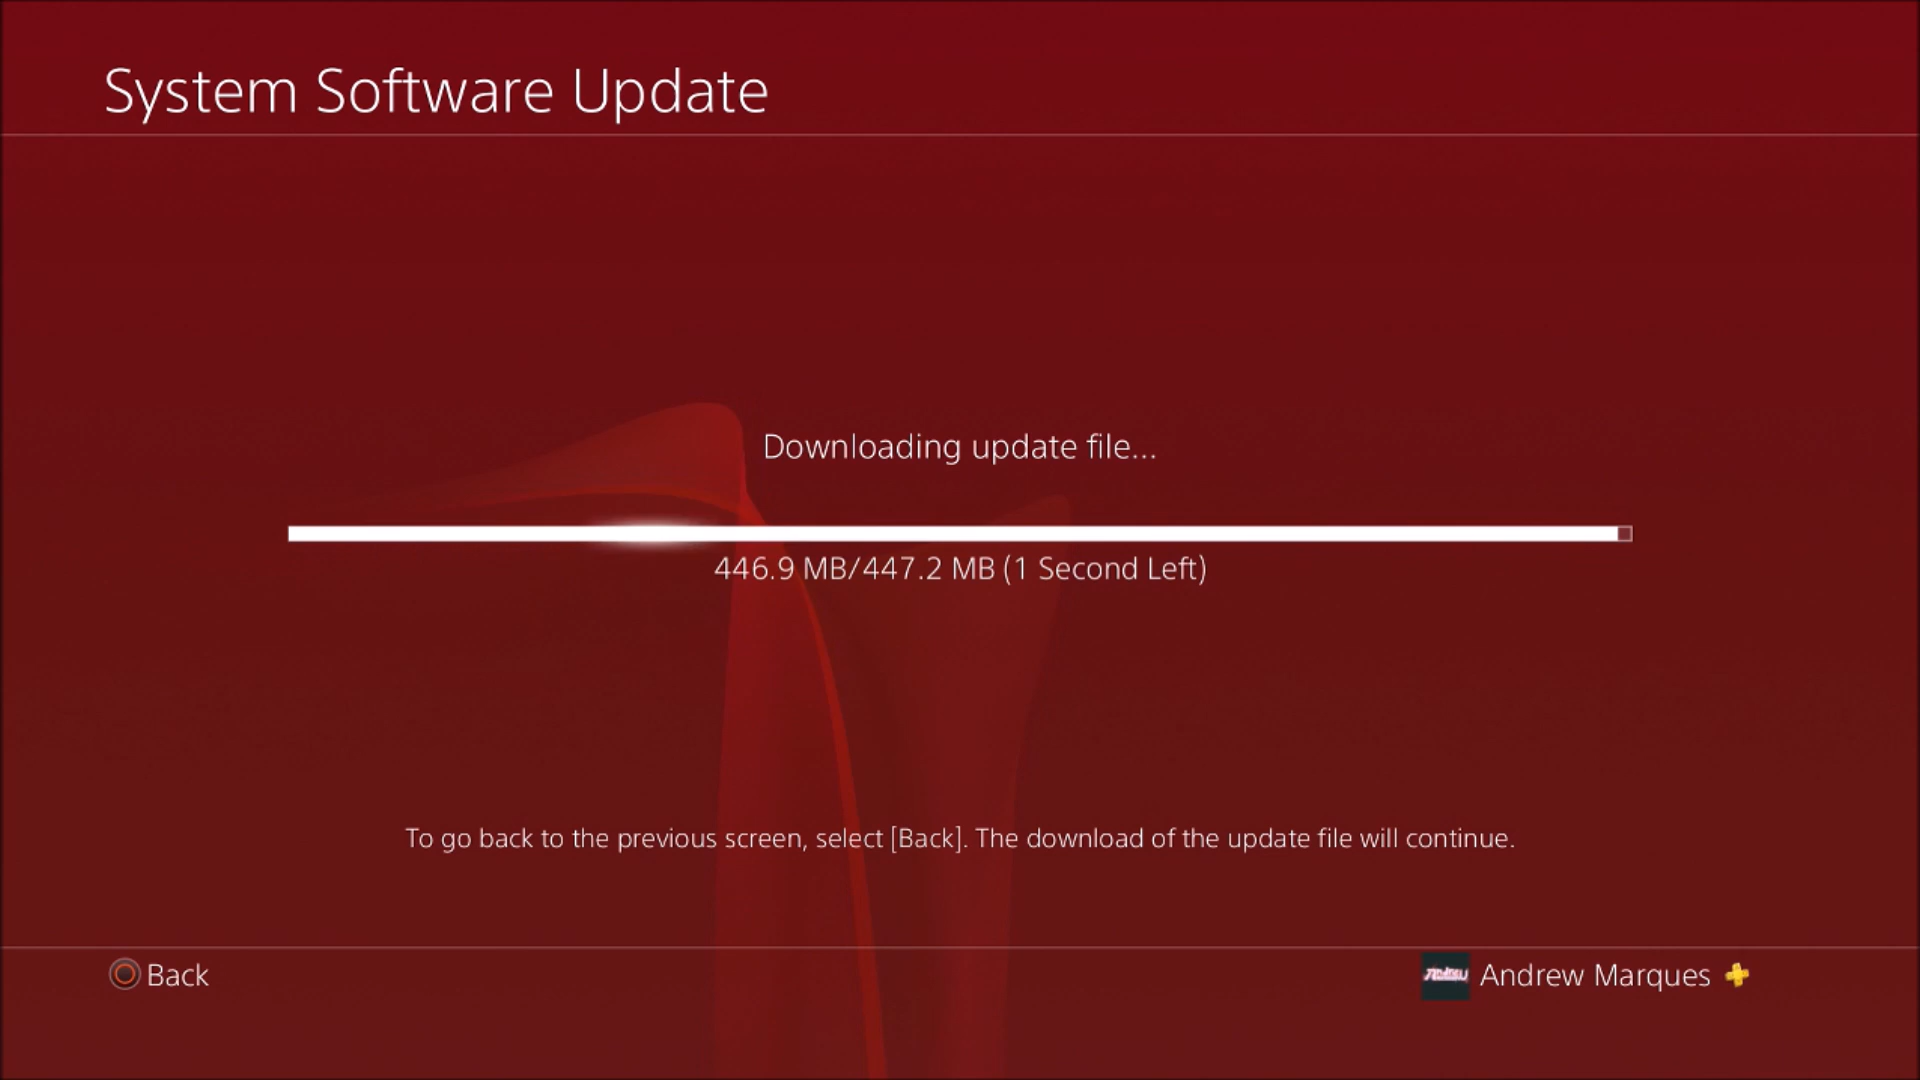 System Software Update
Downloading update file...
446.9 MB/447.2 MB (1 Second Left)
To go back to the previous screen, select [Back]. The download of the update file will continue.
Back
Andrew Marques